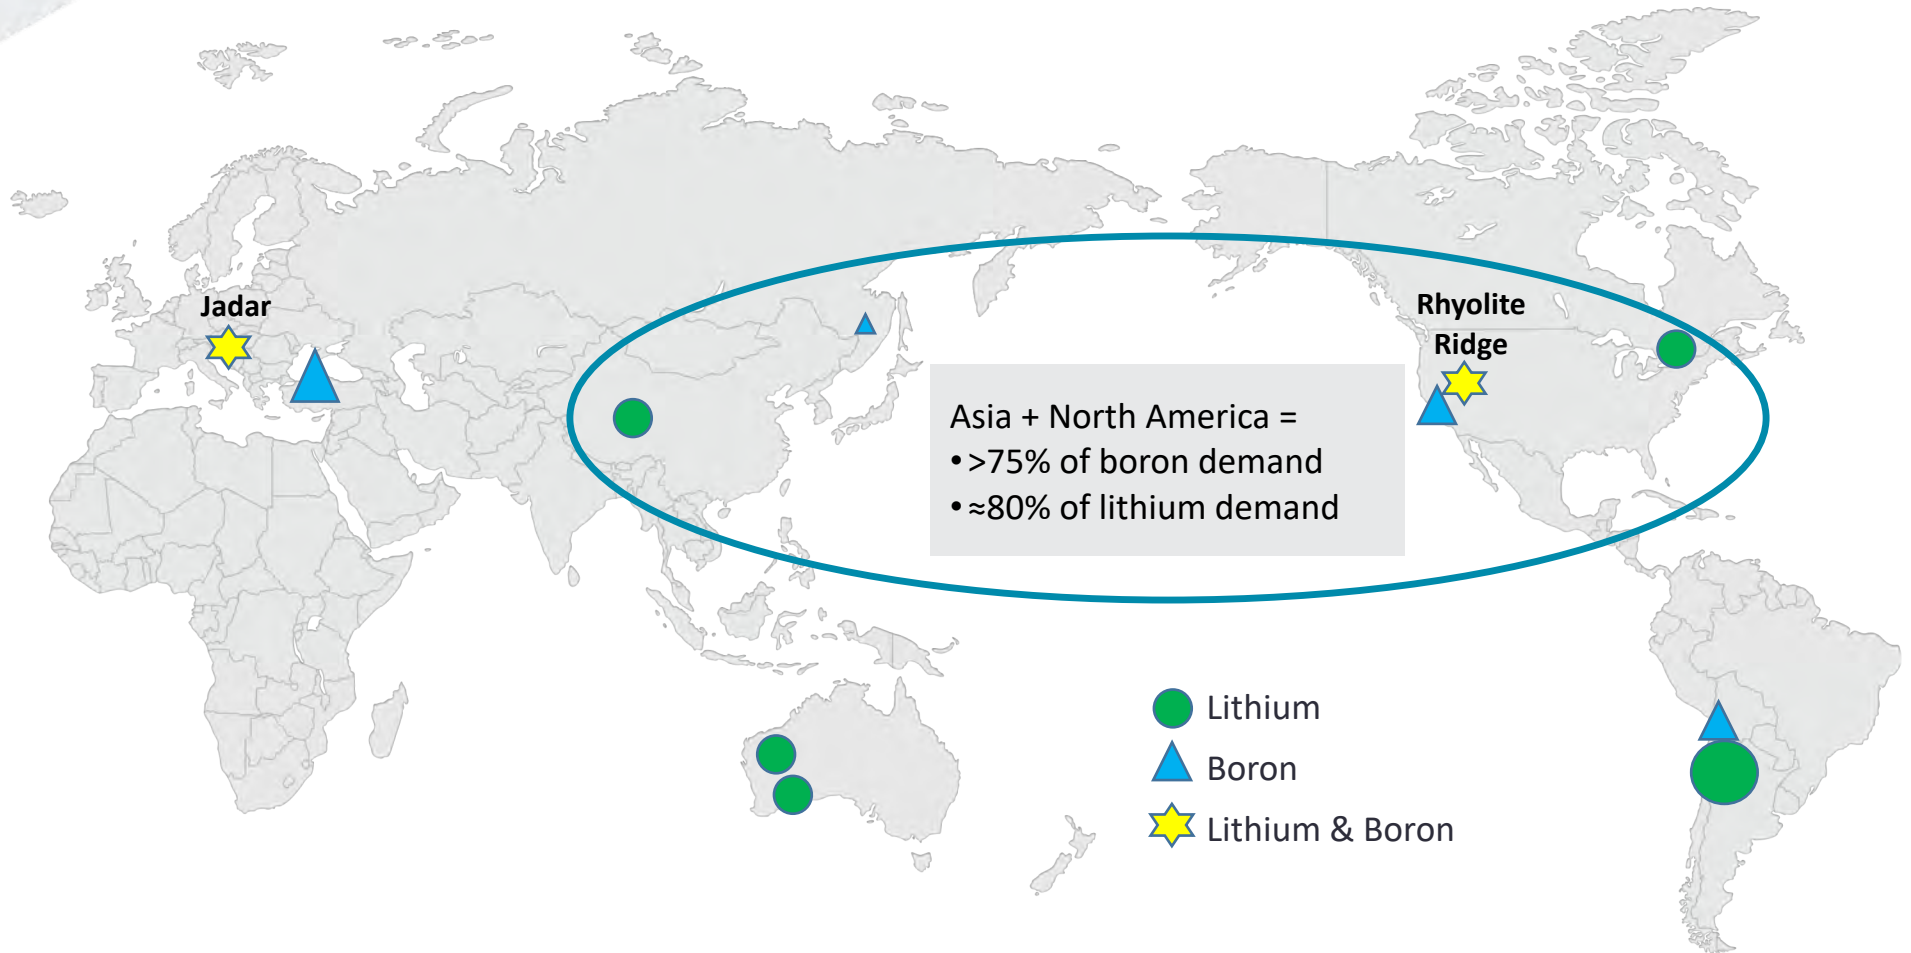 Jadar
Rhyolite
Ridge
Asia + North America =
• >75% of boron demand
• ≈80% of lithium demand
Lithium
Boron
Lithium & Boron